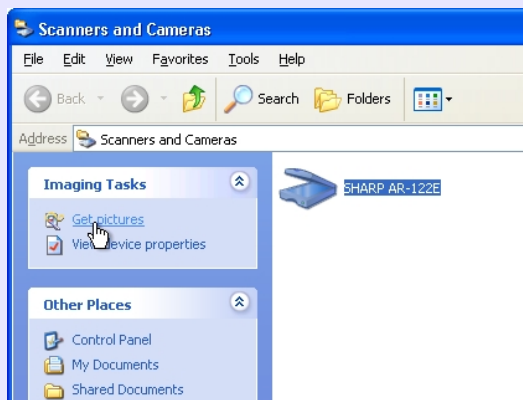 Scanners and Cameras
File Edit View Favorites Tools Help
Back Search Folders
Address Scanners and Cameras
Imaging Tasks
SHARP AR-122E
Get pictures
View device properties
Other Places
Control Panel
My Documents
Shared Documents